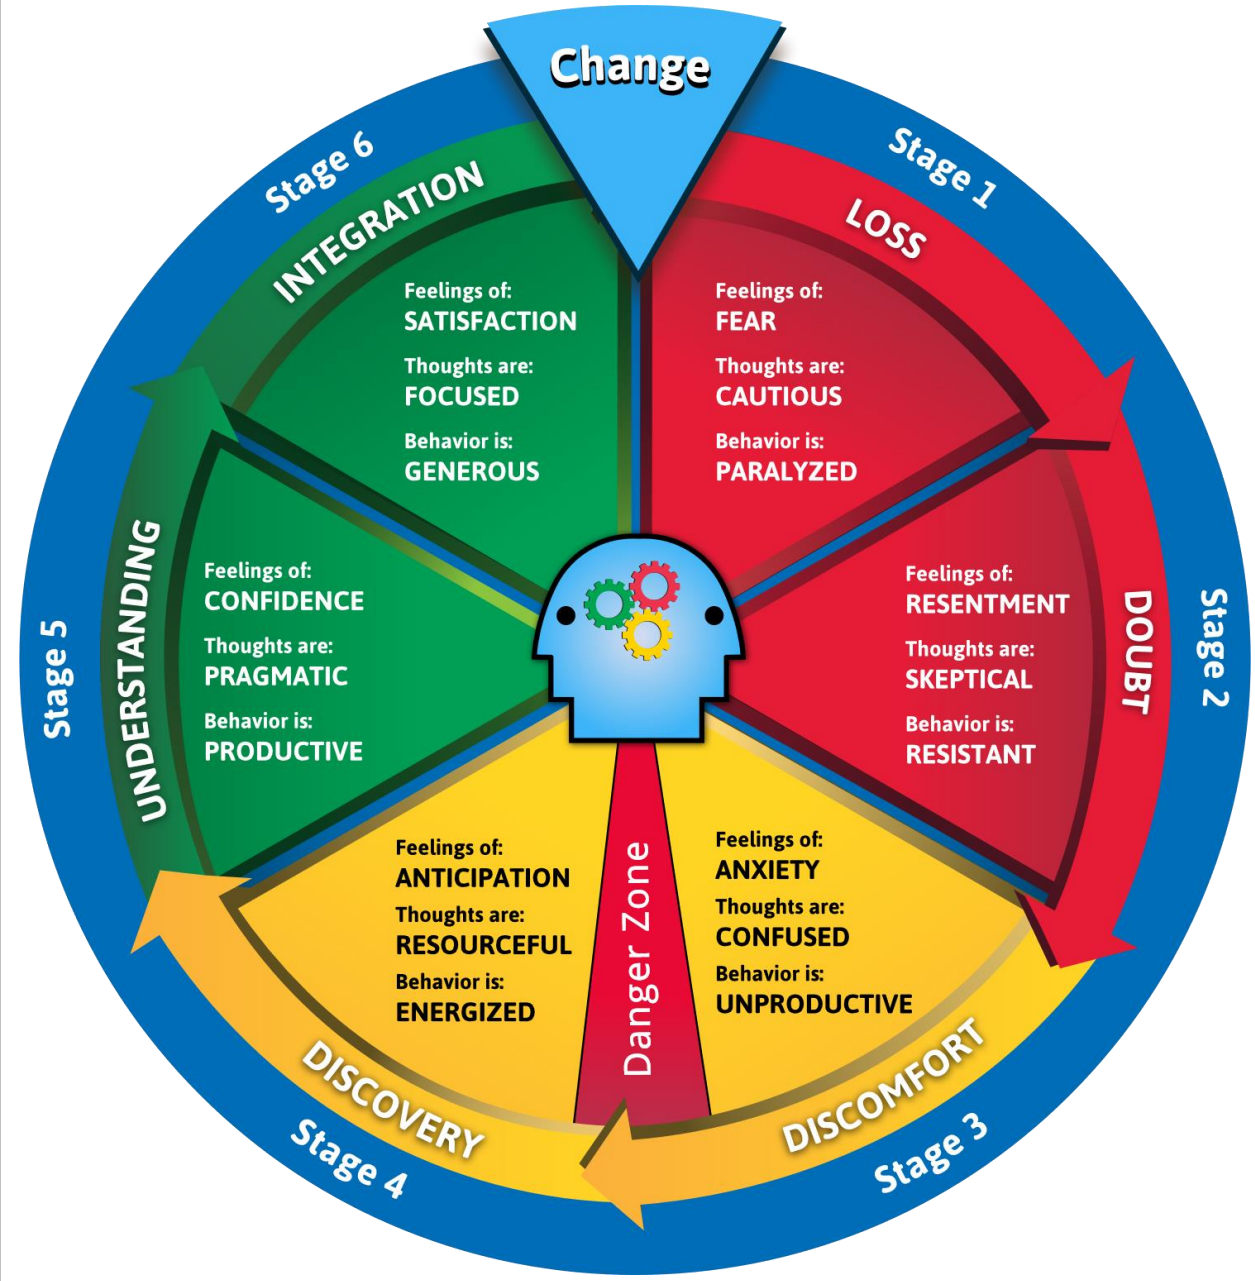 Change
Stage 1
LOSS
Feelings of:
FEAR
Thoughts are:
CAUTIOUS
Behavior is:
PARALYZED
Stage 2
DOUBT
Feelings of:
RESENTMENT
Thoughts are:
SKEPTICAL
Behavior is:
RESISTANT
Stage 3
DISCOMFORT
Feelings of:
ANXIETY
Thoughts are:
CONFUSED
Behavior is:
UNPRODUCTIVE
Danger Zone
Stage 4
DISCOVERY
Feelings of:
ANTICIPATION
Thoughts are:
RESOURCEFUL
Behavior is:
ENERGIZED
Stage 5
UNDERSTANDING
Feelings of:
CONFIDENCE
Thoughts are:
PRAGMATIC
Behavior is:
PRODUCTIVE
Stage 6
INTEGRATION
Feelings of:
SATISFACTION
Thoughts are:
FOCUSED
Behavior is:
GENEROUS